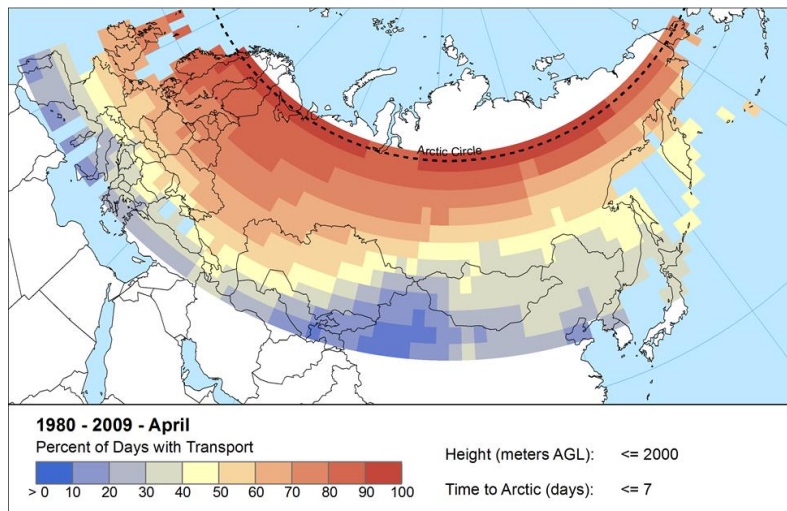 Arctic Circle
1980 - 2009 - April
Percent of Days with Transport
> 0 10 20 30 40 50 60 70 80 90 100
Height (meters AGL): <= 2000
Time to Arctic (days): <= 7